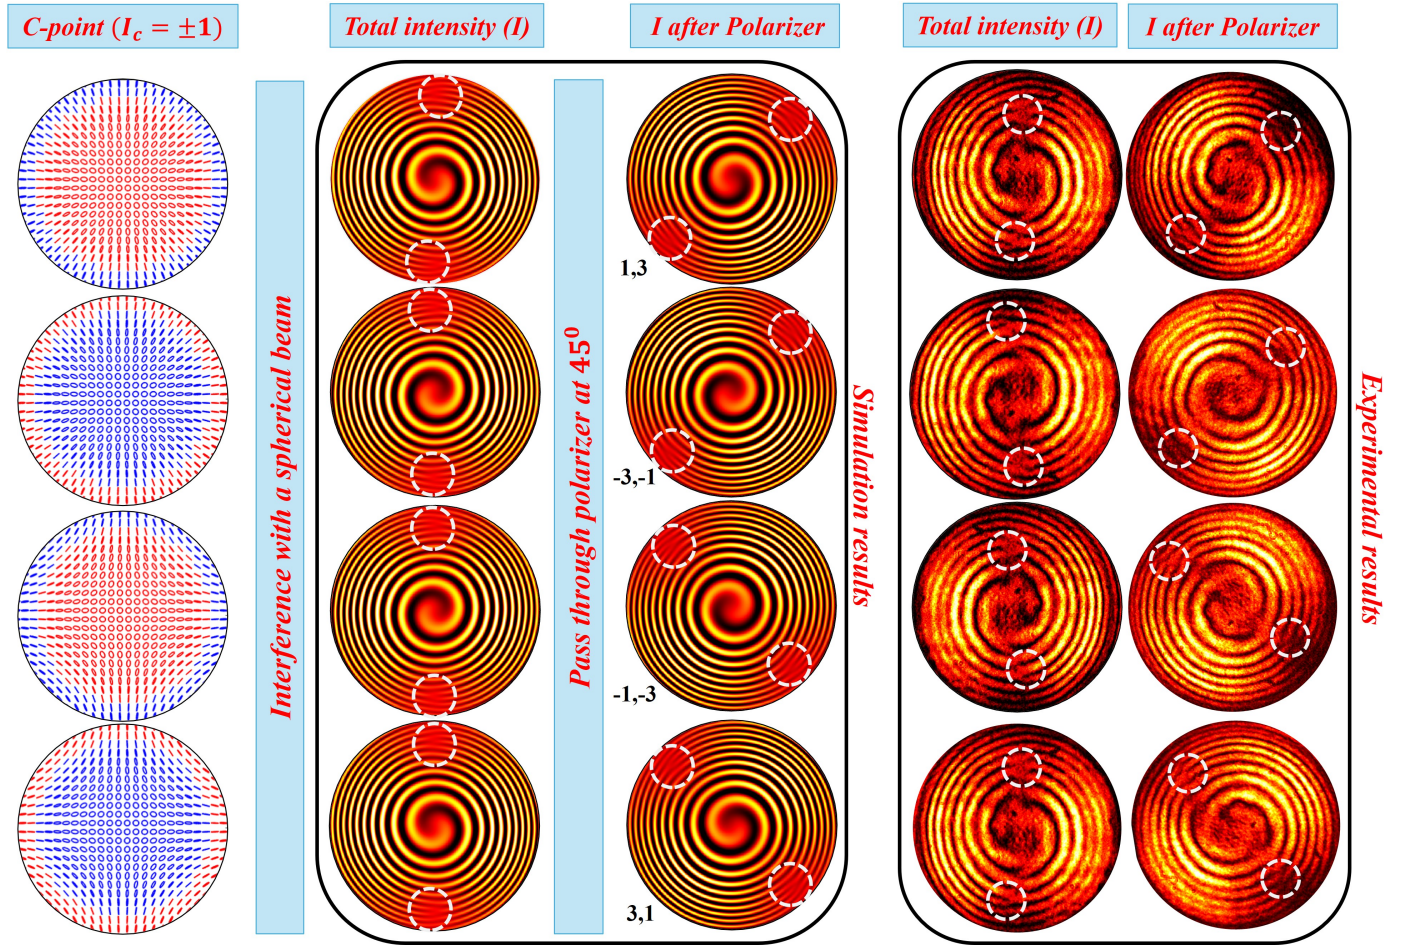 C-point (I_c = ±1)
Total intensity (I)
I after Polarizer
Total intensity (I)
I after Polarizer
Interference with a spherical beam
Pass through polarizer at 45⁰
1,3
-3,-1
-1,-3
3,1
Simulation results
Experimental results